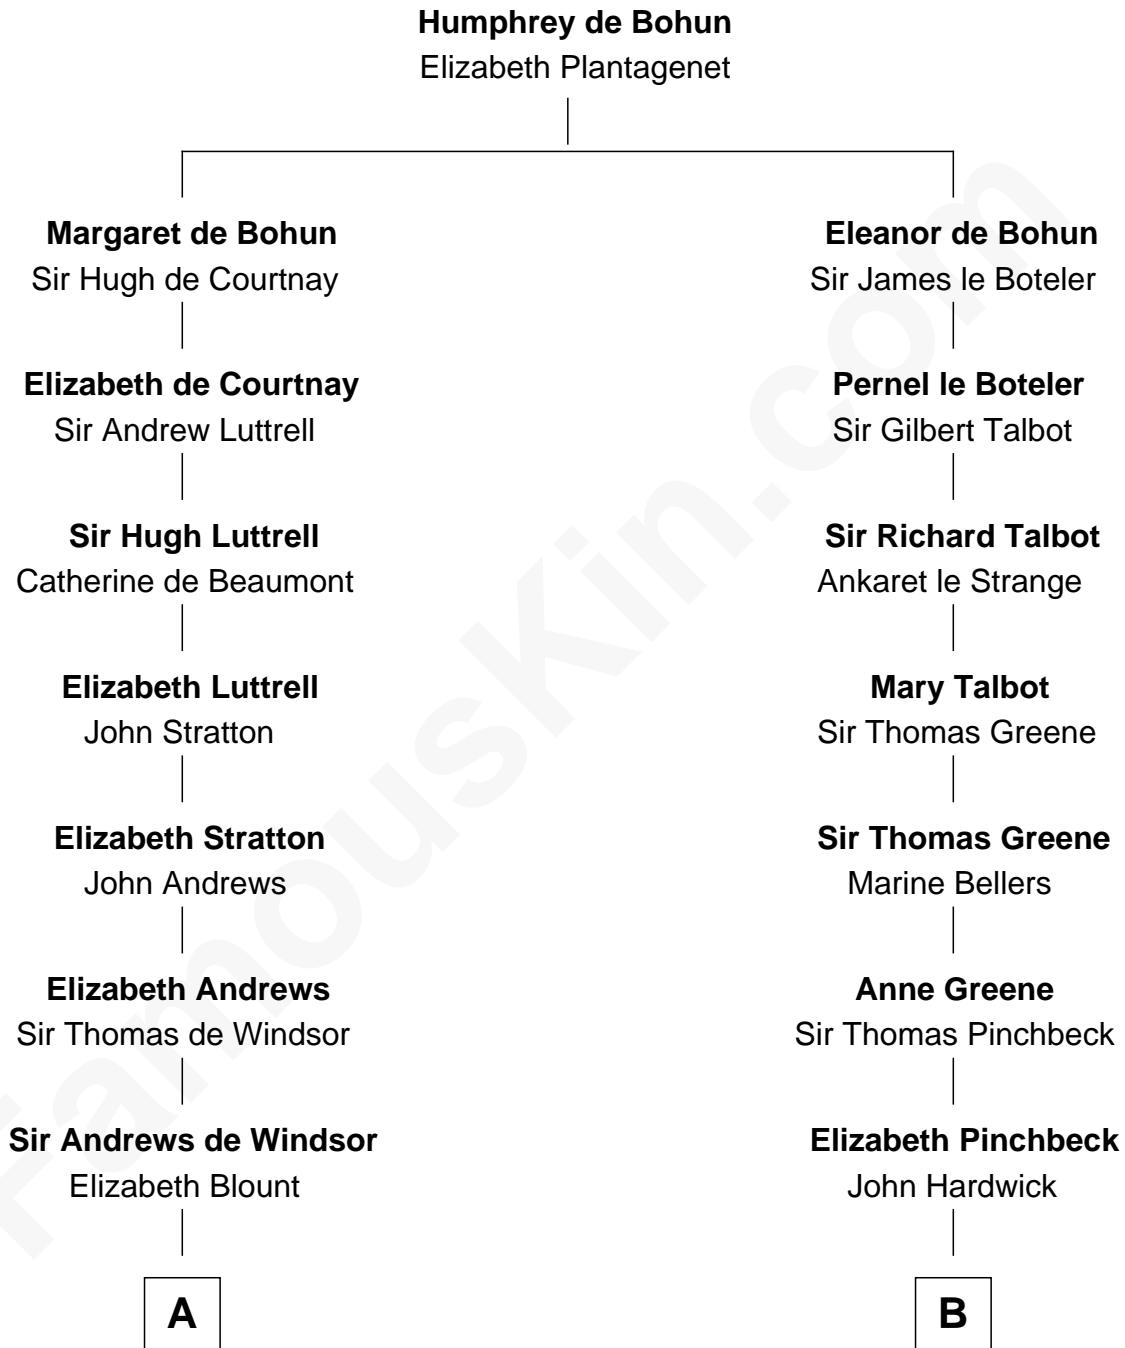 Humphrey de Bohun
Elizabeth Plantagenet
Margaret de Bohun
Sir Hugh de Courtnay
Eleanor de Bohun
Sir James le Boteler
Elizabeth de Courtnay
Sir Andrew Luttrell
Pernel le Boteler
Sir Gilbert Talbot
Sir Hugh Luttrell
Catherine de Beaumont
Sir Richard Talbot
Ankaret le Strange
Elizabeth Luttrell
John Stratton
Mary Talbot
Sir Thomas Greene
Elizabeth Stratton
John Andrews
Sir Thomas Greene
Marine Bellers
Elizabeth Andrews
Sir Thomas de Windsor
Anne Greene
Sir Thomas Pinchbeck
Sir Andrews de Windsor
Elizabeth Blount
Elizabeth Pinchbeck
John Hardwick
A
B
FamousKin.com